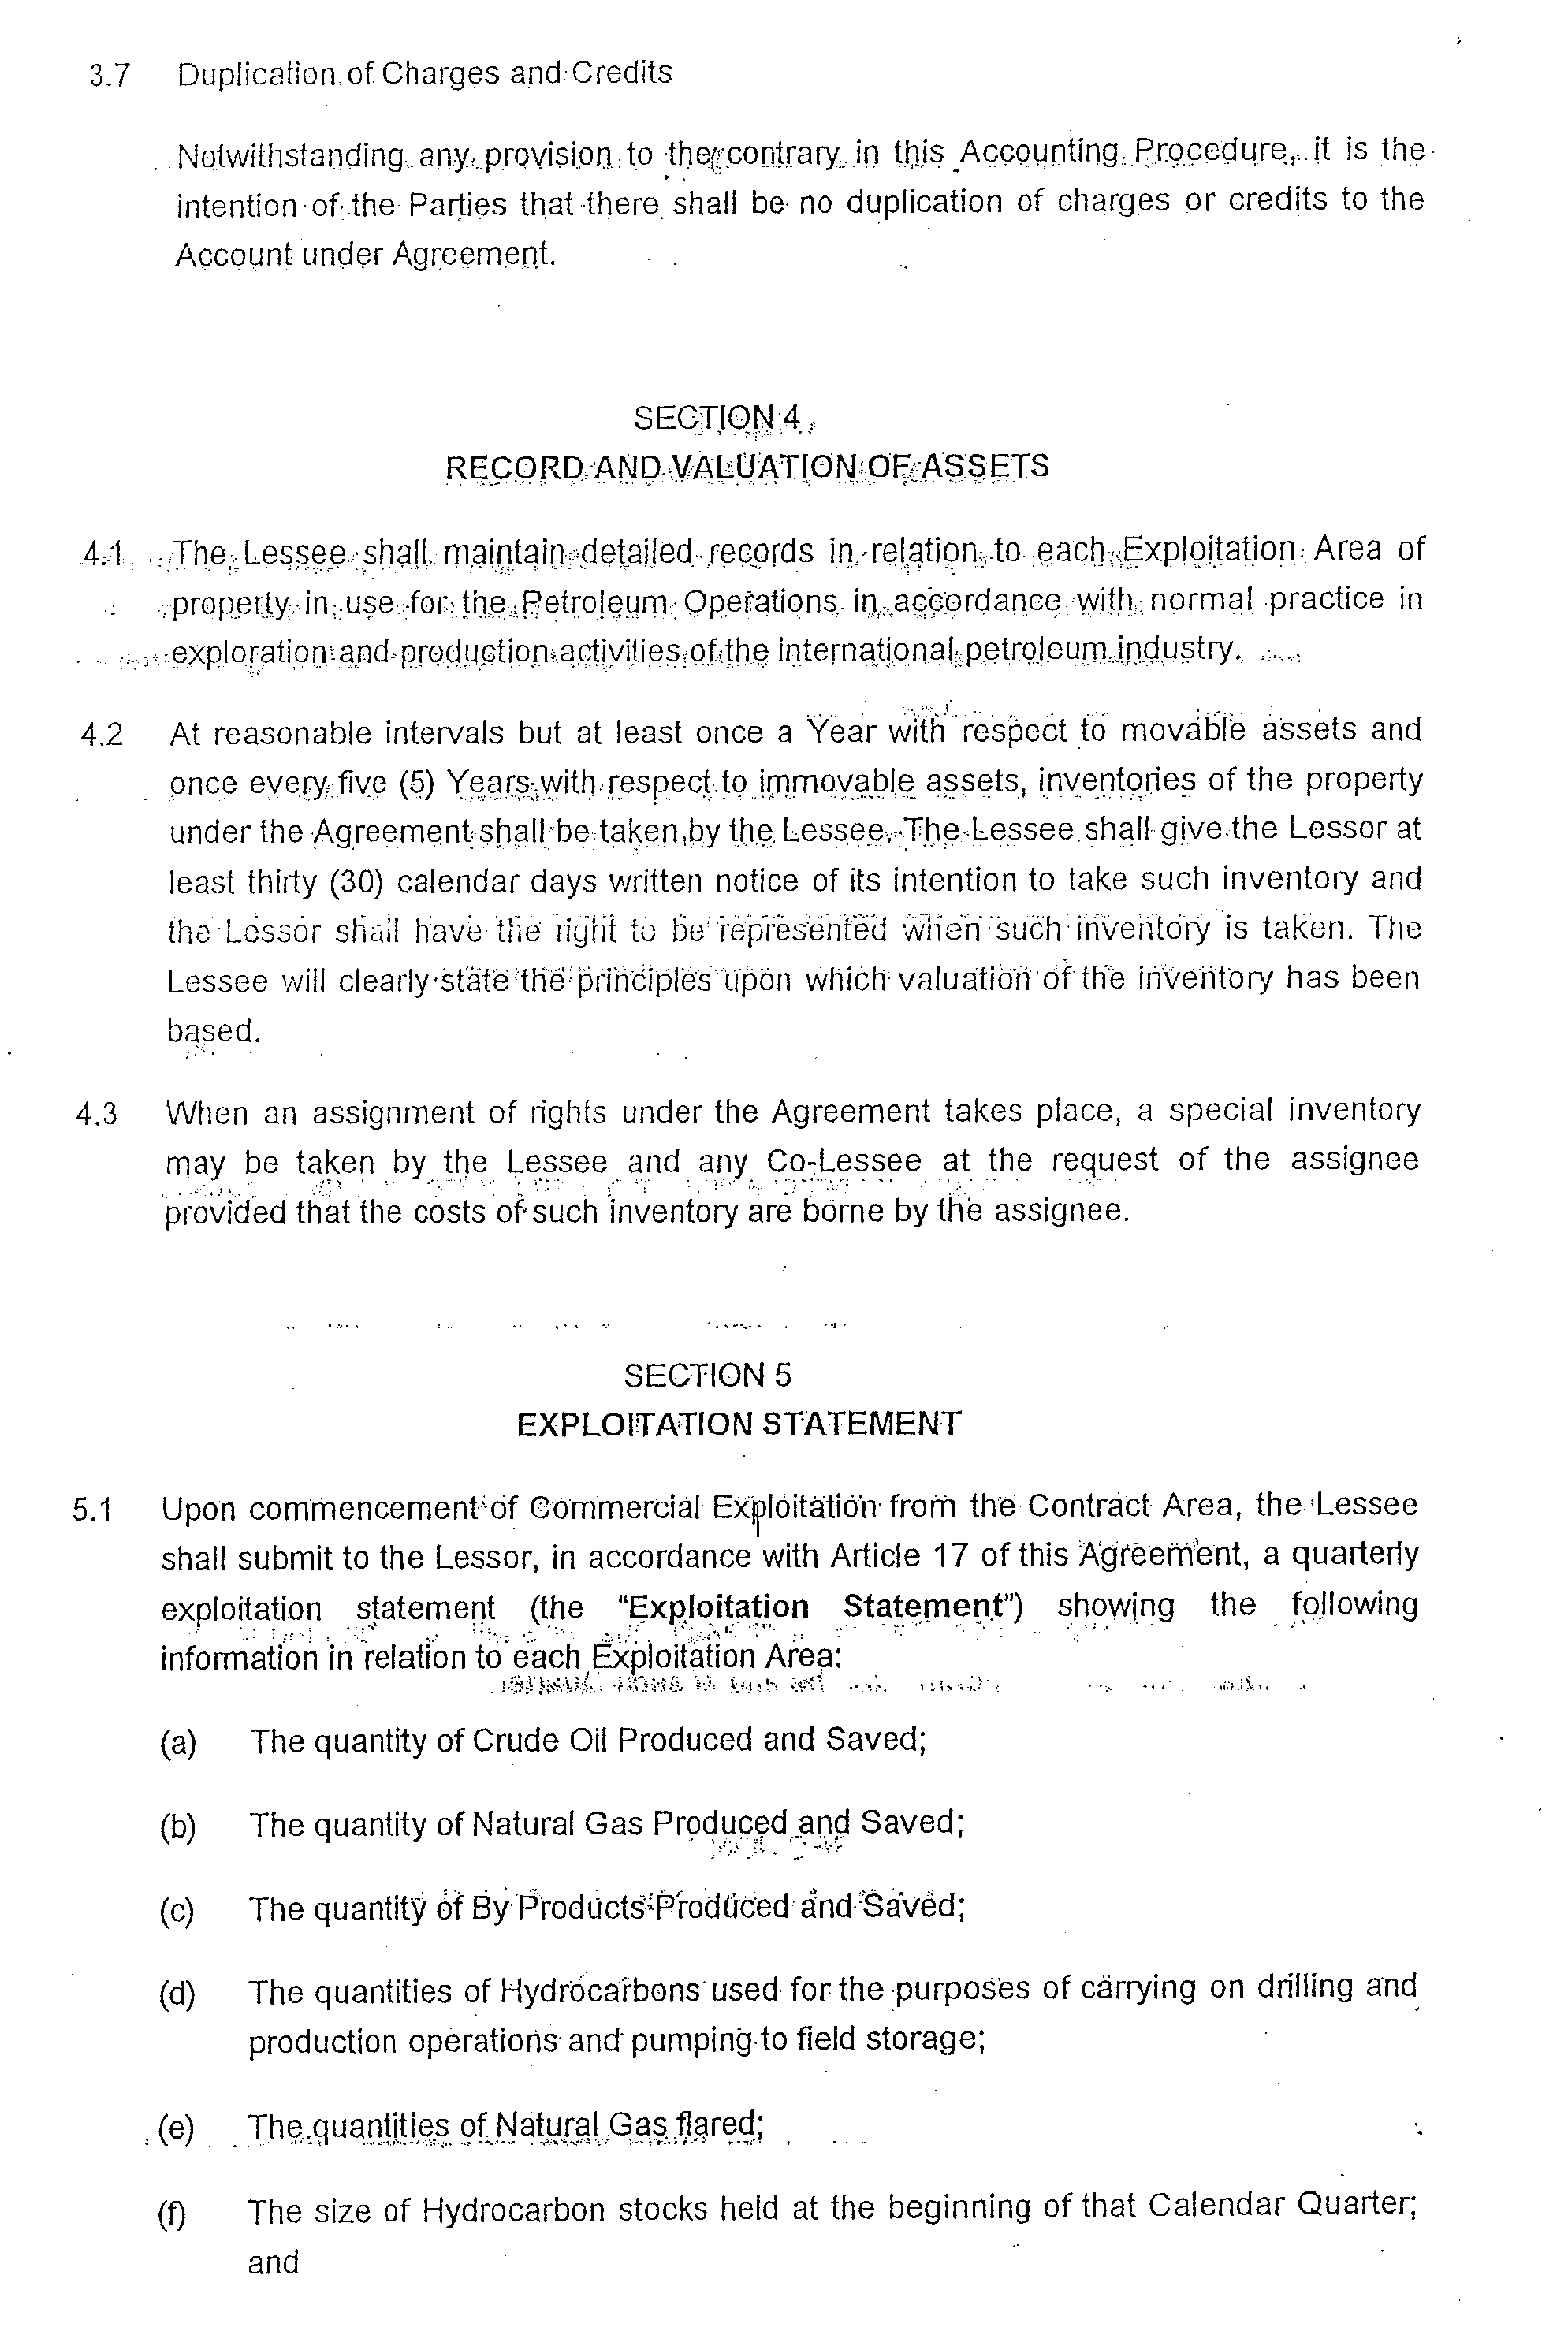 3.7 Duplication of Charges and Credits
Notwithstanding any provision to the contrary in this Accounting Procedure, it is the
intention of the Parties that there shall be no duplication of charges or credits to the
Account under Agreement.
SECTION 4
RECORD AND VALUATION OF ASSETS
4.1 The Lessee shall maintain detailed records in relation to each Exploitation Area of
property in use for the Petroleum Operations in accordance with normal practice in
exploration and production activities of the international petroleum industry.
4.2 At reasonable intervals but at least once a Year with respect to movable assets and
once every five (5) Years with respect to immovable assets, inventories of the property
under the Agreement shall be taken by the Lessee. The Lessee shall give the Lessor at
least thirty (30) calendar days written notice of its intention to take such inventory and
the Lessor shall have the right to be represented when such inventory is taken. The
Lessee will clearly state the principles upon which valuation of the inventory has been
based.
4.3 When an assignment of rights under the Agreement takes place, a special inventory
may be taken by the Lessee and any Co-Lessee at the request of the assignee
provided that the costs of such inventory are borne by the assignee.
SECTION 5
EXPLOITATION STATEMENT
5.1 Upon commencement of Commercial Exploitation from the Contract Area, the Lessee
shall submit to the Lessor, in accordance with Article 17 of this Agreement, a quarterly
exploitation statement (the "Exploitation Statement") showing the following
information in relation to each Exploitation Area:
(a) The quantity of Crude Oil Produced and Saved;
(b) The quantity of Natural Gas Produced and Saved;
(c) The quantity of By Products Produced and Saved;
(d) The quantities of Hydrocarbons used for the purposes of carrying on drilling and
production operations and pumping to field storage;
(e) The quantities of Natural Gas flared;
(f) The size of Hydrocarbon stocks held at the beginning of that Calendar Quarter;
and